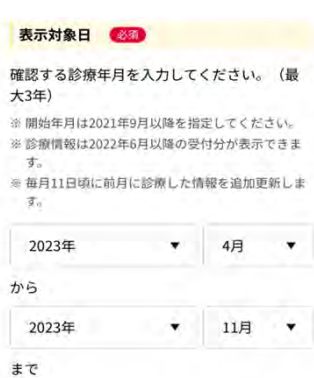 表示対象日 必須
確認する診療年月を入力してください。（最
大3年）
※ 開始年月は2021年9月以降を指定してください。
※ 診療情報は2022年6月以降の受付分が表示できま
す。
※ 毎月11日頃に前月に診療した情報を追加更新しま
す。
2023年 ▼ 4月 ▼
から
2023年 ▼ 11月 ▼
まで